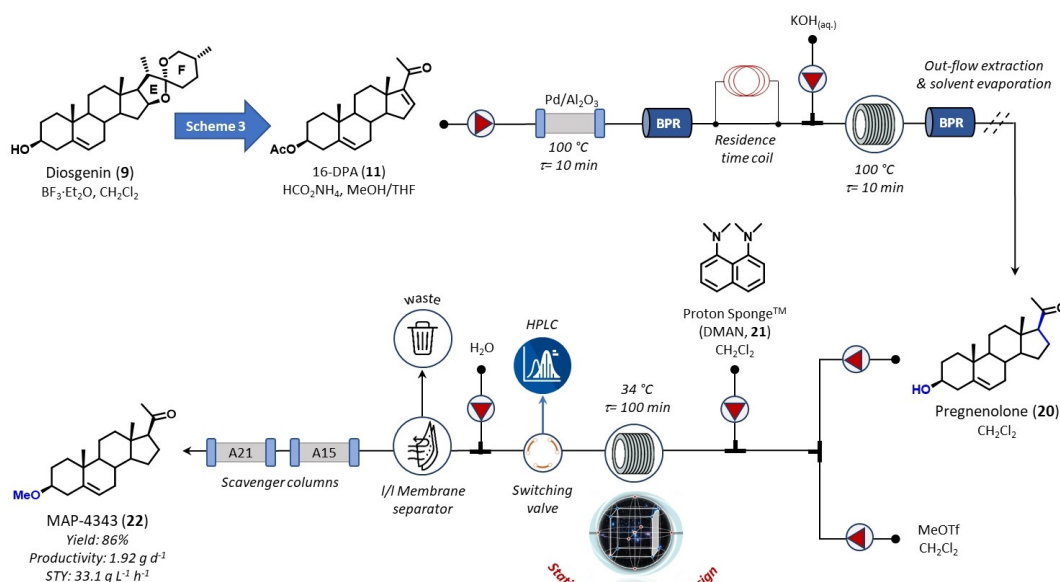 E
F
HO
Diosgenin (9)
BF₃·Et₂O, CH₂Cl₂
Scheme 3
O
AcO
16-DPA (11)
HCO₂NH₄, MeOH/THF
Pd/Al₂O₃
100 °C
τ= 10 min
BPR
Residence
time coil
KOH(aq.)
100 °C
τ= 10 min
Out-flow extraction
& solvent evaporation
BPR
O
HO
Pregnenolone (20)
CH₂Cl₂
MeOTf
CH₂Cl₂
N N
Proton Sponge™
(DMAN, 21)
CH₂Cl₂
34 °C
τ= 100 min
HPLC
Switching
valve
H₂O
waste
l/l Membrane
separator
A21
A15
Scavenger columns
O
MeO
MAP-4343 (22)
Yield: 86%
Productivity: 1.92 g d⁻¹
STY: 33.1 g L⁻¹ h⁻¹